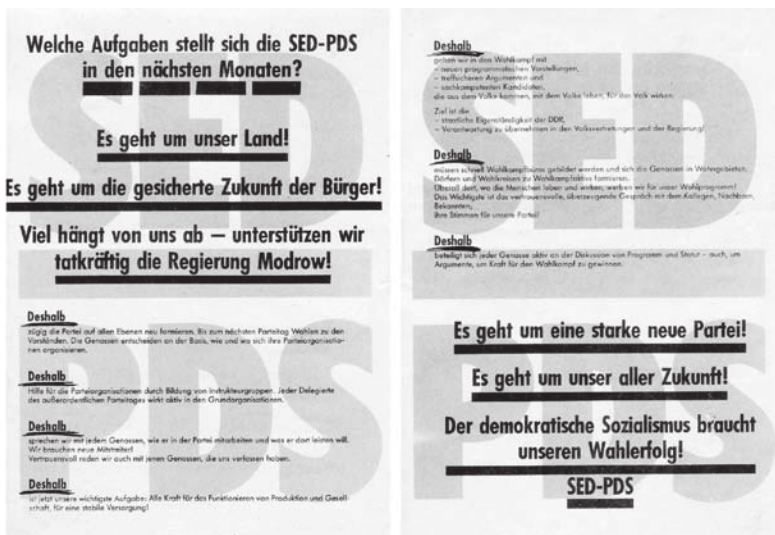 Welche Aufgaben stellt sich die SED-PDS
in den nächsten Monaten?
Es geht um unser Land!
Es geht um die gesicherte Zukunft der Bürger!
Viel hängt von uns ab — unterstützen wir
tatkräftig die Regierung Modrow!
Deshalb
zügig die Partei auf allen Ebenen neu formieren. Bis zum nächsten Parteitag Wahlen zu den
Vorständen. Die Genossen entscheiden an der Basis, wie und wo sich ihre Parteiorganisatio-
nen organisieren.
Deshalb
Hilfe für die Parteiorganisationen durch Bildung von Instrukteurgruppen. Jeder Delegierte
des außerordentlichen Parteitages wirkt aktiv in den Grundorganisationen.
Deshalb
sprechen wir mit jedem Genossen, wie er in der Partei mitarbeiten und was er dort leisten will.
Wir brauchen neue Mitstreiter!
Vertrauensvoll reden wir auch mit jenen Genossen, die uns verlassen haben.
Deshalb
ist jetzt unsere wichtigste Aufgabe: Alle Kraft für das Funktionieren von Produktion und Gesell-
schaft, für eine stabile Versorgung!
SED
PDS
Deshalb
gehen wir in den Wahlkampf mit
– neuen programmatischen Vorstellungen,
– treffsicheren Argumenten und
– sachkompetenten Kandidaten,
die aus dem Volke kommen, mit dem Volke leben, für das Volk wirken.
Ziel ist die
– staatliche Eigenständigkeit der DDR,
– Verantwortung zu übernehmen in den Volksvertretungen und der Regierung!
Deshalb
müssen schnell Wahlkampfbüros gebildet werden und sich die Genossen in Wohngebieten,
Dörfern und Wahlkreisen zu Wahlkampfaktivs formieren.
Überall dort, wo die Menschen leben und wirken, werben wir für unser Wahlprogramm!
Das Wichtigste ist das vertrauensvolle, überzeugende Gespräch mit dem Kollegen, Nachbarn,
Bekannten,
ihre Stimmen für unsere Partei!
Deshalb
beteiligt sich jeder Genosse aktiv an der Diskussion von Programm und Statut – auch, um
Argumente, um Kraft für den Wahlkampf zu gewinnen.
Es geht um eine starke neue Partei!
Es geht um unser aller Zukunft!
Der demokratische Sozialismus braucht
unseren Wahlerfolg!
SED-PDS
SED
PDS